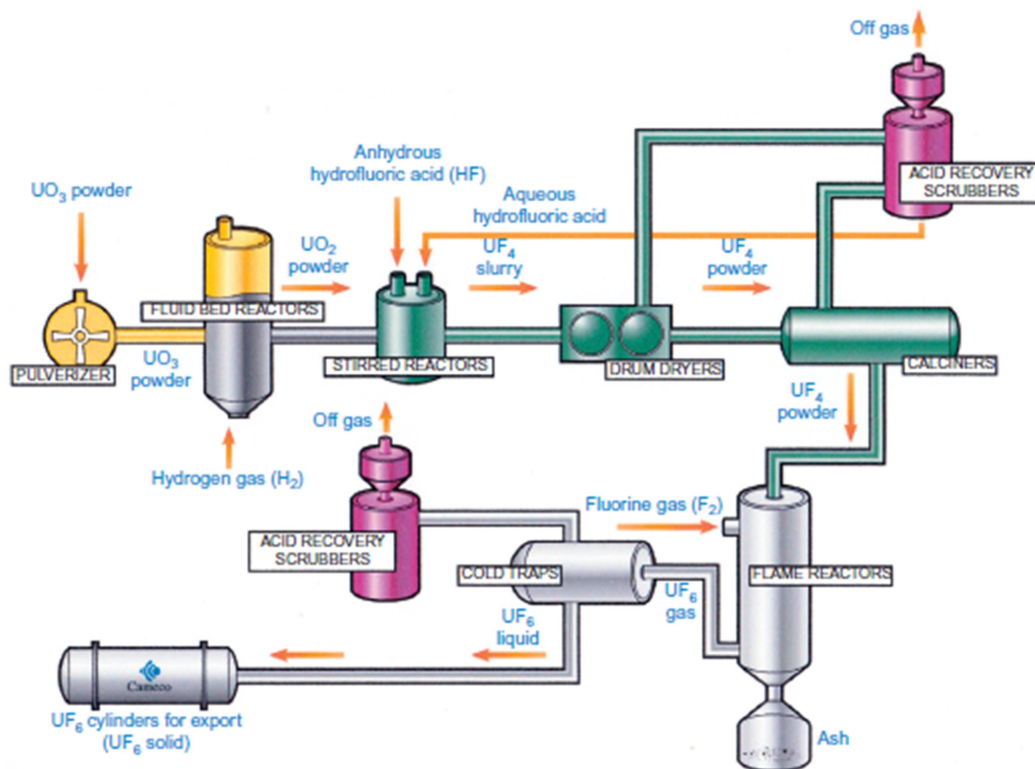 Off gas
ACID RECOVERY
SCRUBBERS
Anhydrous
hydrofluoric acid (HF)
Aqueous
hydrofluoric acid
UO₃ powder
UO₂
powder
UF₄
slurry
UF₄
powder
FLUID BED REACTORS
PULVERIZER
UO₃
powder
STIRRED REACTORS
DRUM DRYERS
CALCINERS
UF₄
powder
Off gas
Hydrogen gas (H₂)
Fluorine gas (F₂)
ACID RECOVERY
SCRUBBERS
COLD TRAPS
FLAME REACTORS
UF₆
gas
UF₆
liquid
Cameco
UF₆ cylinders for export
(UF₆ solid)
Ash